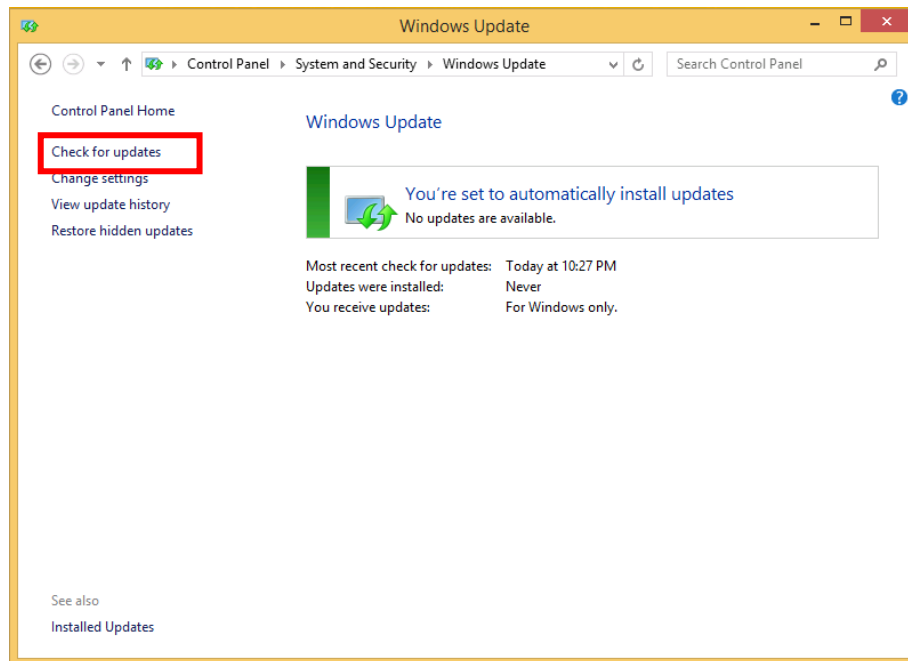 Windows Update
Control Panel System and Security Windows Update Search Control Panel
Control Panel Home
Check for updates
Change settings
View update history
Restore hidden updates
Windows Update
You're set to automatically install updates
No updates are available.
Most recent check for updates: Today at 10:27 PM
Updates were installed: Never
You receive updates: For Windows only.
See also
Installed Updates